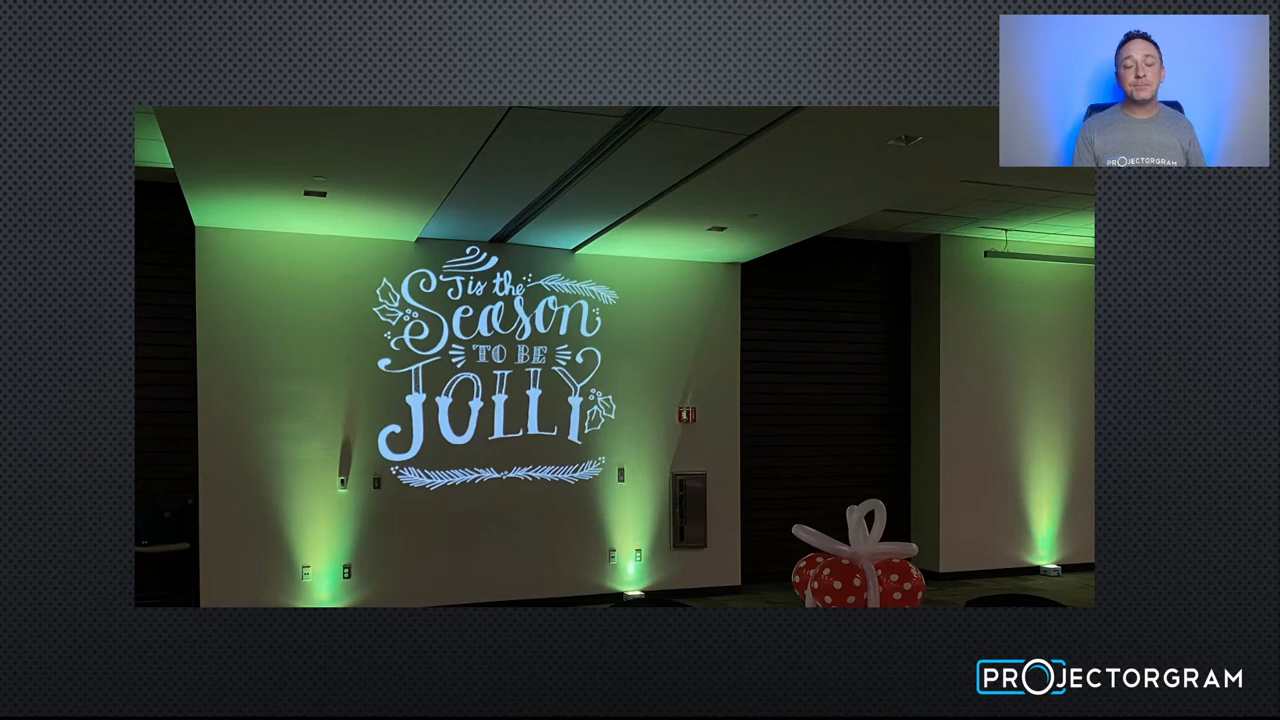 PROJECTORGRAM
Tis the
Season
TO BE
JOLLY
PROJECTORGRAM